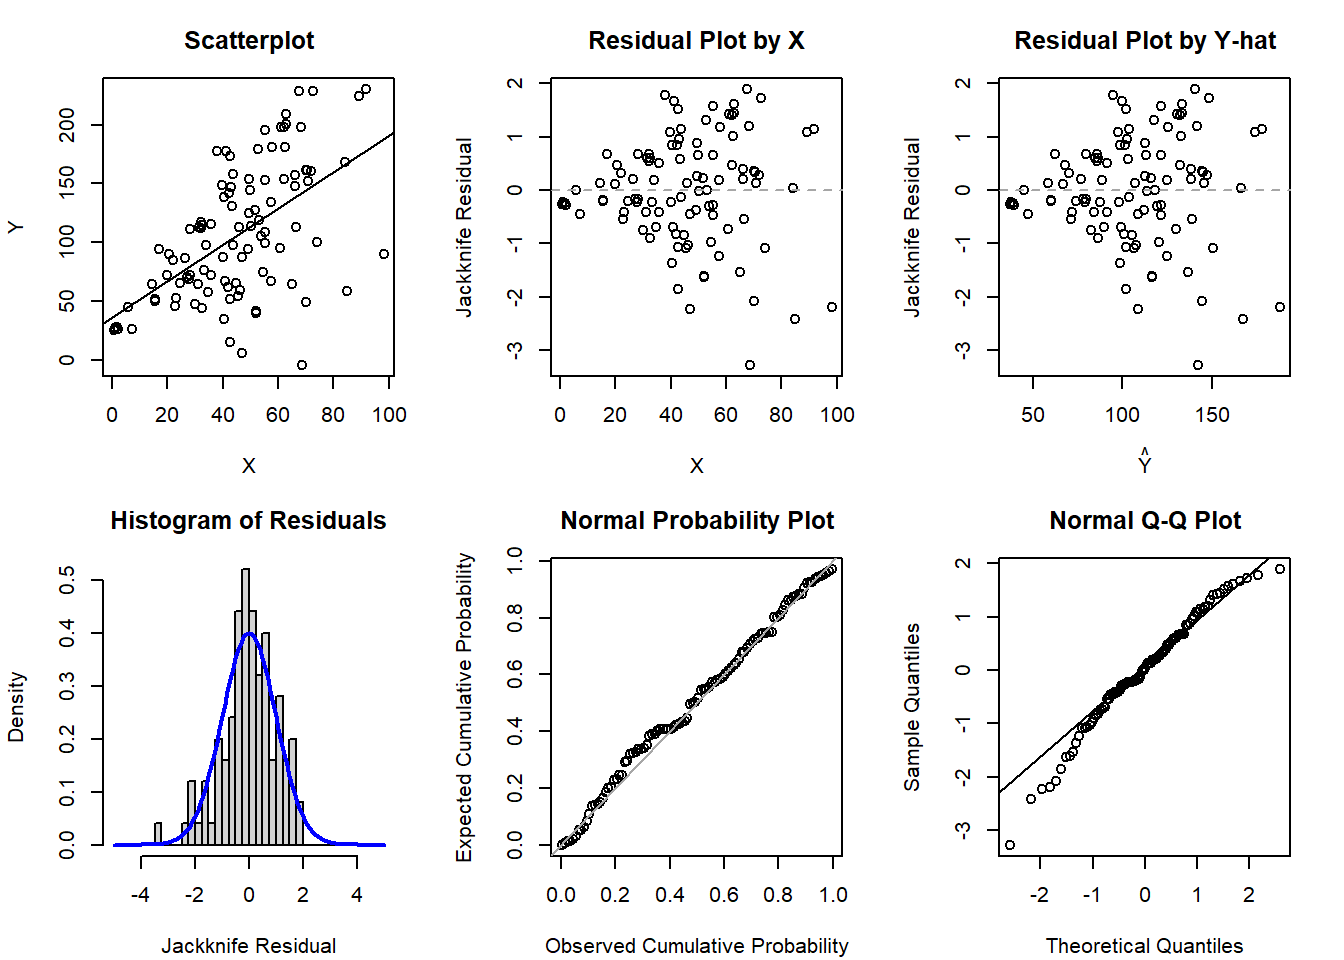 Scatterplot
Y
200
150
100
50
0
0 20 40 60 80 100
X
Residual Plot by X
Jackknife Residual
2
1
0
-1
-2
-3
0 20 40 60 80 100
X
Residual Plot by Y-hat
Jackknife Residual
2
1
0
-1
-2
-3
50 100 150
Ŷ
Histogram of Residuals
Density
0.5
0.4
0.3
0.2
0.1
0.0
-4 -2 0 2 4
Jackknife Residual
Normal Probability Plot
Expected Cumulative Probability
1.0
0.8
0.6
0.4
0.2
0.0
0.0 0.2 0.4 0.6 0.8 1.0
Observed Cumulative Probability
Normal Q-Q Plot
Sample Quantiles
2
1
0
-1
-2
-3
-2 -1 0 1 2
Theoretical Quantiles